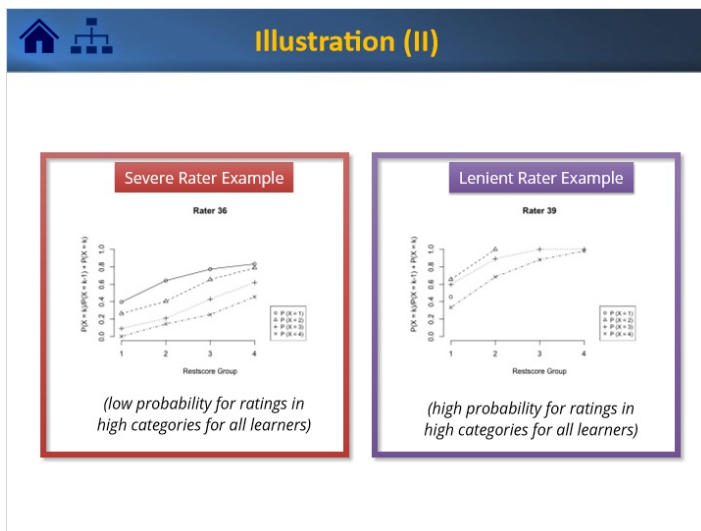 Illustration (II)
Severe Rater Example
Rater 36
P(X = k)/P(X = k-1) + P(X = k)
1.0
0.8
0.6
0.4
0.2
0.0
1 2 3 4
Restscore Group
P (X = 1)
P (X = 2)
P (X = 3)
P (X = 4)
(low probability for ratings in
high categories for all learners)
Lenient Rater Example
Rater 39
P(X = k)/P(X = k-1) + P(X = k)
1.0
0.8
0.6
0.4
0.2
0.0
1 2 3 4
Restscore Group
P (X = 1)
P (X = 2)
P (X = 3)
P (X = 4)
(high probability for ratings in
high categories for all learners)